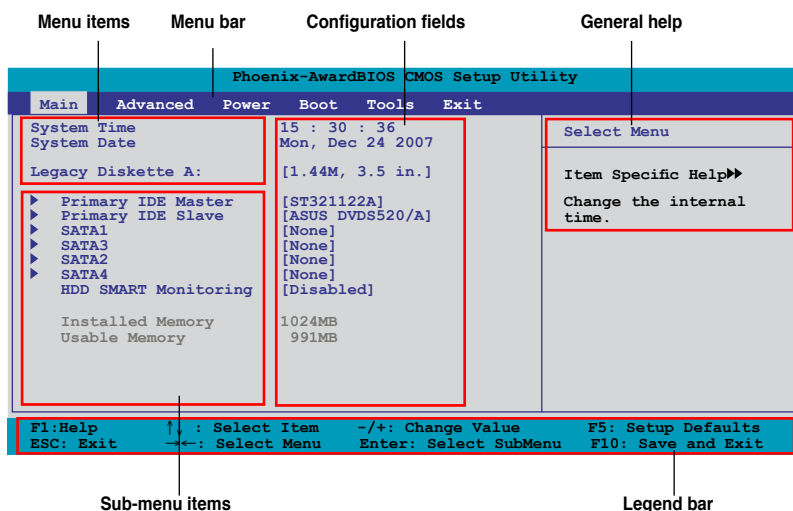 Menu items Menu bar Configuration fields General help
Phoenix-AwardBIOS CMOS Setup Utility
Main Advanced Power Boot Tools Exit
System Time 15 : 30 : 36
System Date Mon, Dec 24 2007
Legacy Diskette A: [1.44M, 3.5 in.]
Primary IDE Master [ST321122A]
Primary IDE Slave [ASUS DVDS520/A]
SATA1 [None]
SATA3 [None]
SATA2 [None]
SATA4 [None]
HDD SMART Monitoring [Disabled]
Installed Memory 1024MB
Usable Memory 991MB
Select Menu
Item Specific Help▶▶
Change the internal
time.
F1:Help ↑↓ : Select Item -/+: Change Value F5: Setup Defaults
ESC: Exit →←: Select Menu Enter: Select SubMenu F10: Save and Exit
Sub-menu items Legend bar